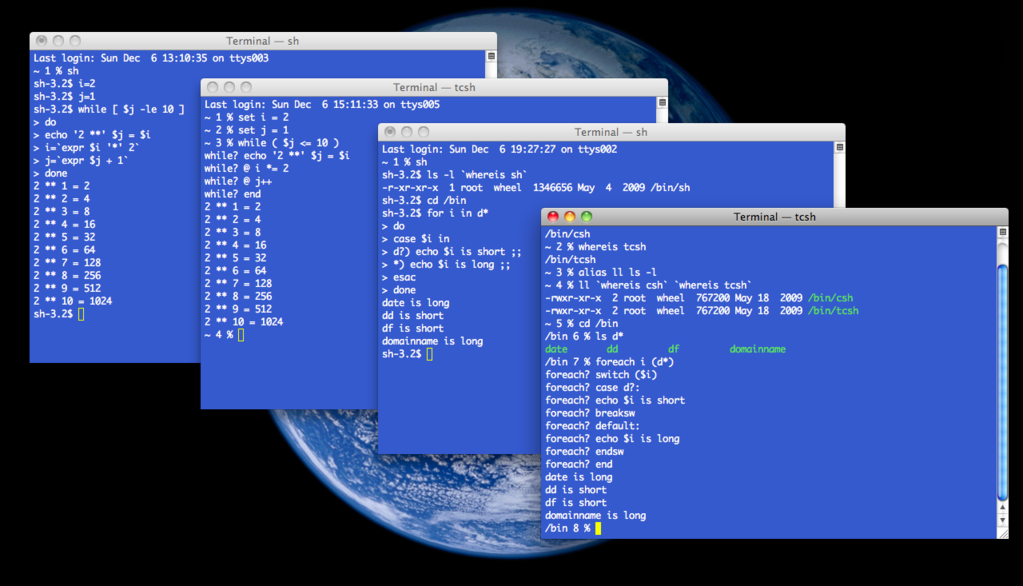 Terminal — sh
Last login: Sun Dec  6 13:10:35 on ttys003
~ 1 % sh
sh-3.2$ i=2
sh-3.2$ j=1
sh-3.2$ while [ $j -le 10 ]
> do
> echo '2 **' $j = $i
> i=`expr $i '*' 2`
> j=`expr $j + 1`
> done
2 ** 1 = 2
2 ** 2 = 4
2 ** 3 = 8
2 ** 4 = 16
2 ** 5 = 32
2 ** 6 = 64
2 ** 7 = 128
2 ** 8 = 256
2 ** 9 = 512
2 ** 10 = 1024
sh-3.2$
Terminal — tcsh
Last login: Sun Dec  6 15:11:33 on ttys005
~ 1 % set i = 2
~ 2 % set j = 1
~ 3 % while ( $j <= 10 )
while? echo '2 **' $j = $i
while? @ i *= 2
while? @ j++
while? end
2 ** 1 = 2
2 ** 2 = 4
2 ** 3 = 8
2 ** 4 = 16
2 ** 5 = 32
2 ** 6 = 64
2 ** 7 = 128
2 ** 8 = 256
2 ** 9 = 512
2 ** 10 = 1024
~ 4 %
Terminal — sh
Last login: Sun Dec  6 19:27:27 on ttys002
~ 1 % sh
sh-3.2$ ls -l `whereis sh`
-r-xr-xr-x  1 root  wheel  1346656 May  4  2009 /bin/sh
sh-3.2$ cd /bin
sh-3.2$ for i in d*
> do
> case $i in
> d?) echo $i is short ;;
> *) echo $i is long ;;
> esac
> done
date is long
dd is short
df is short
domainname is long
sh-3.2$
Terminal — tcsh
/bin/csh
~ 2 % whereis tcsh
/bin/tcsh
~ 3 % alias ll ls -l
~ 4 % ll `whereis csh` `whereis tcsh`
-rwxr-xr-x  2 root  wheel  767200 May 18  2009 /bin/csh
-rwxr-xr-x  2 root  wheel  767200 May 18  2009 /bin/tcsh
~ 5 % cd /bin
/bin 6 % ls d*
date       dd         df         domainname
/bin 7 % foreach i (d*)
foreach? switch ($i)
foreach? case d?:
foreach? echo $i is short
foreach? breaksw
foreach? default:
foreach? echo $i is long
foreach? endsw
foreach? end
date is long
dd is short
df is short
domainname is long
/bin 8 %